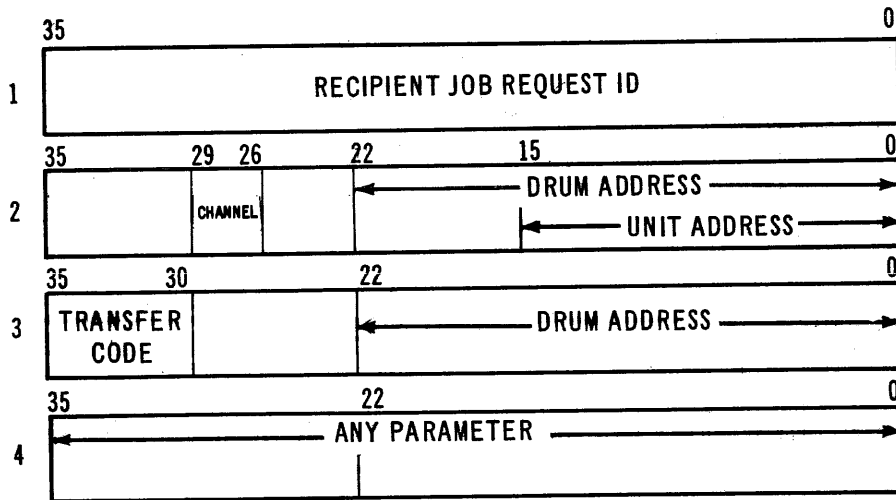 35 0
1 RECIPIENT JOB REQUEST ID
35 29 26 22 15 0
2 CHANNEL DRUM ADDRESS
UNIT ADDRESS
35 30 22 0
3 TRANSFER CODE DRUM ADDRESS
35 22 0
4 ANY PARAMETER